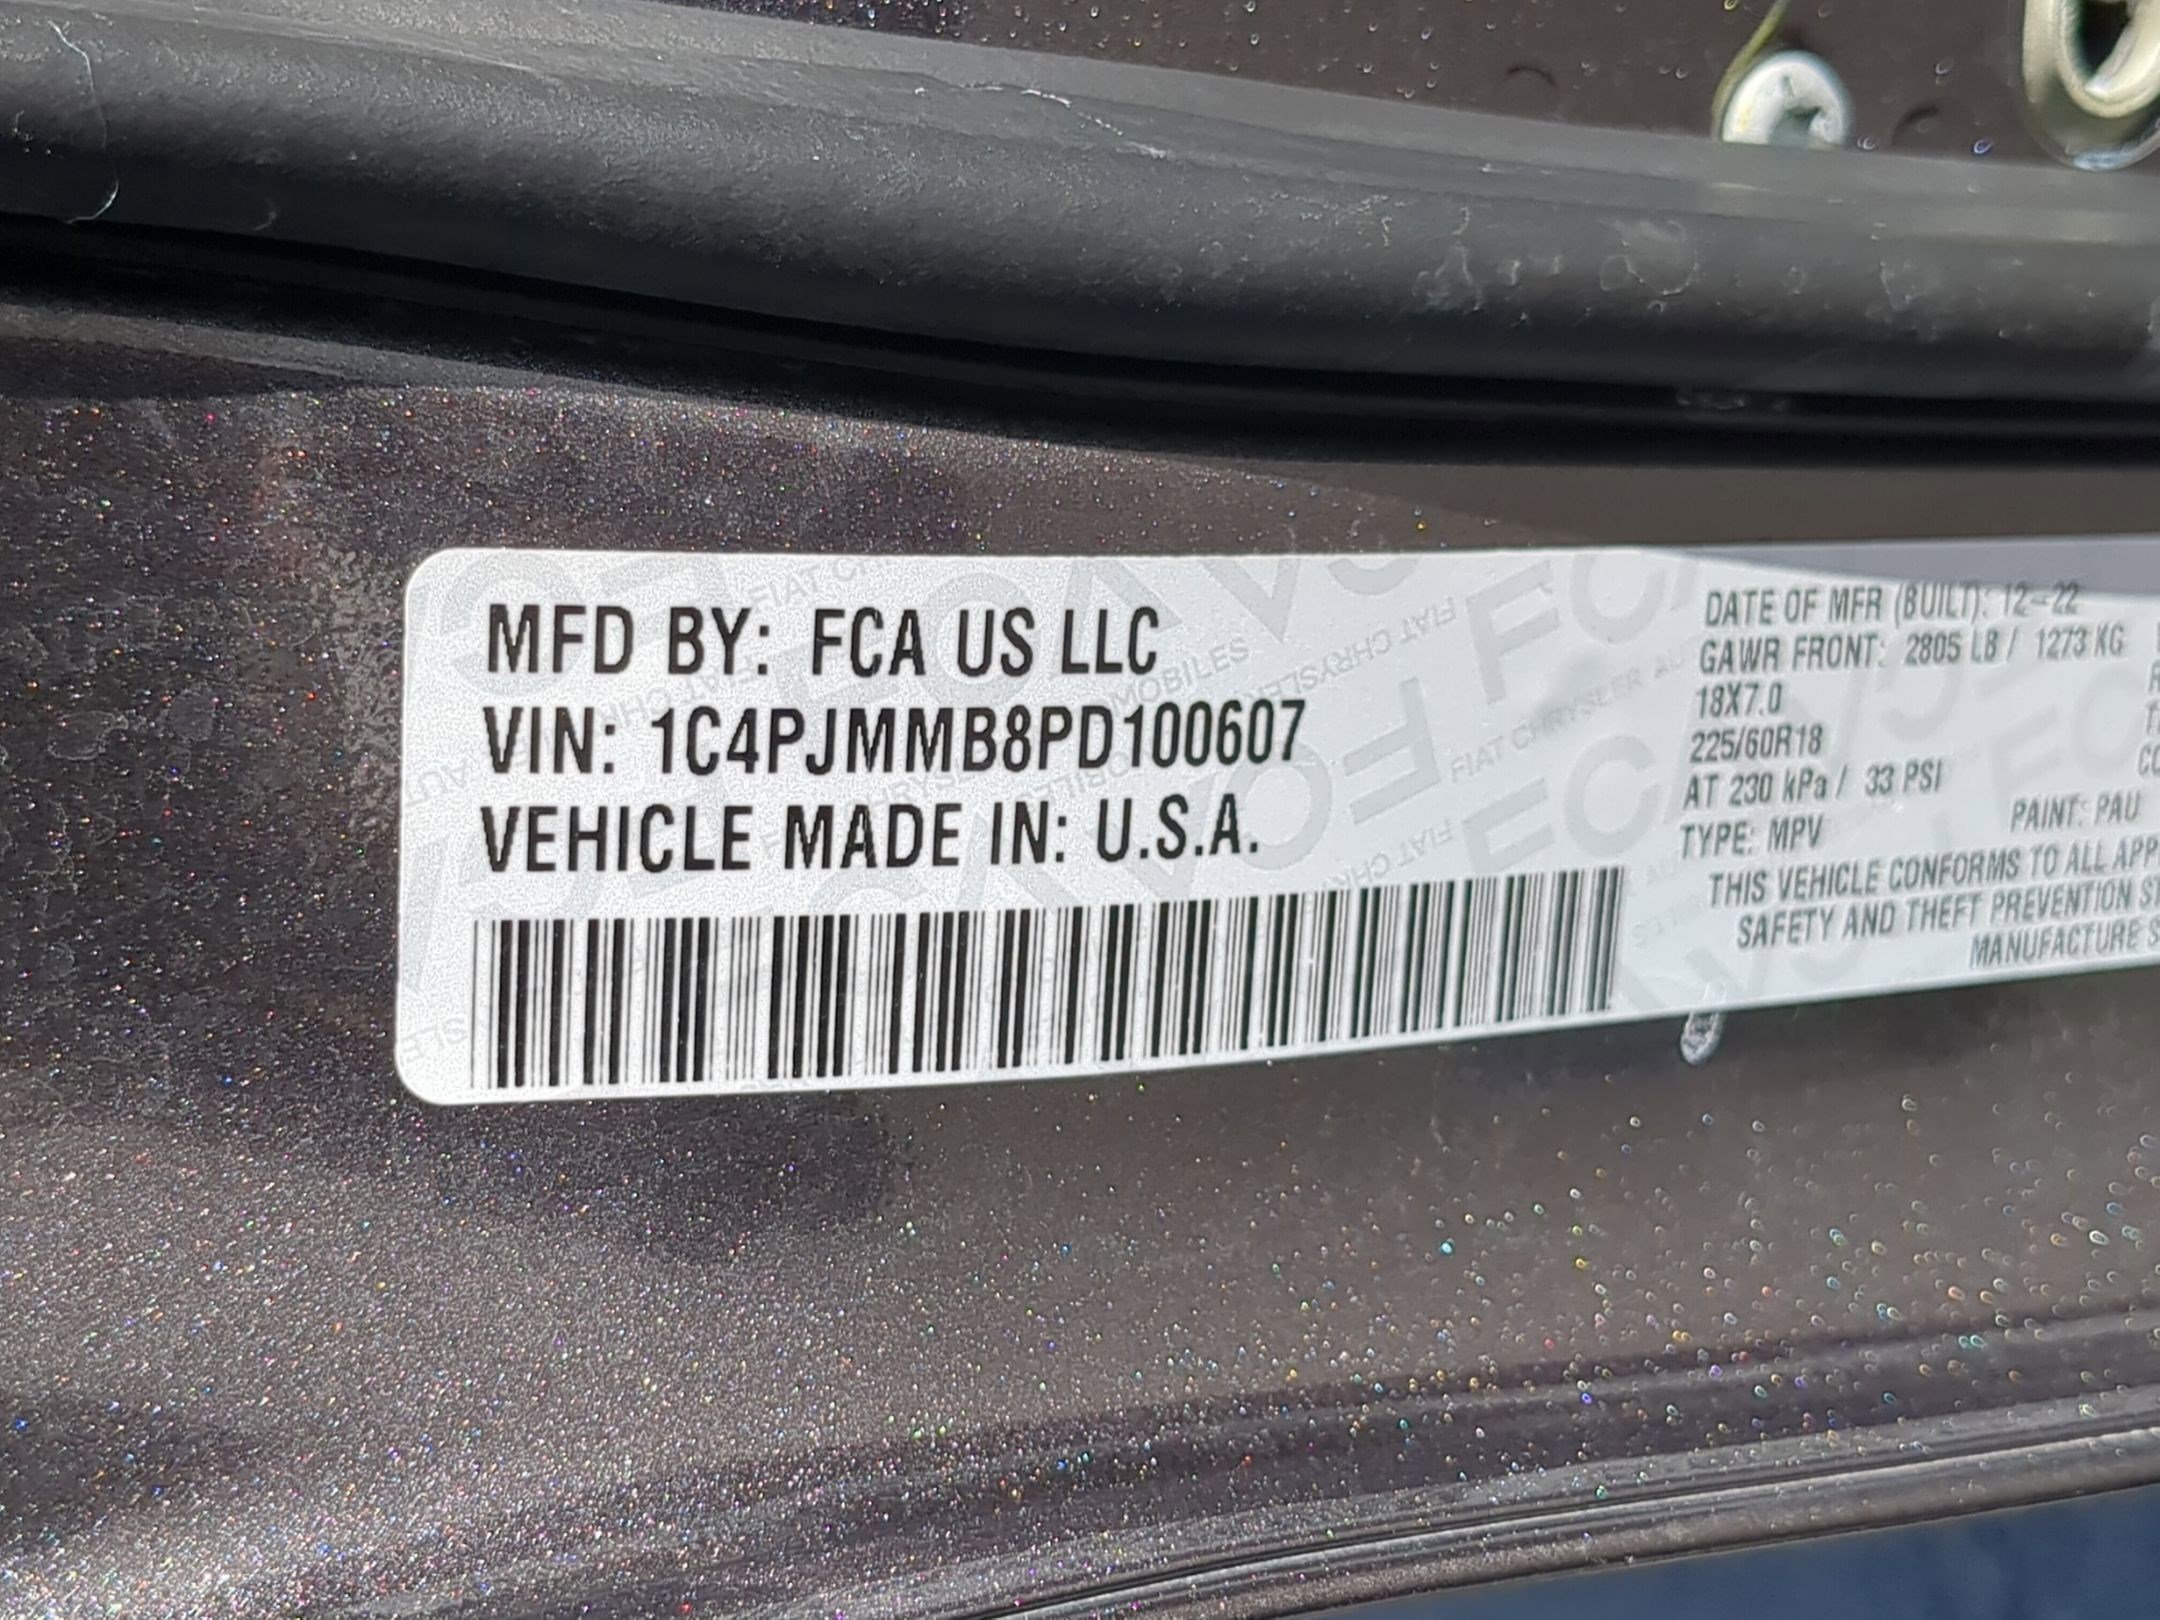 MFD BY: FCA US LLC
VIN: 1C4PJMMB8PD100607
VEHICLE MADE IN: U.S.A.
DATE OF MFR (BUILT): 12-22
GAWR FRONT: 2805 LB / 1273 KG
18X7.0
225/60R18
AT 230 kPa / 33 PSI
TYPE: MPV PAINT: PAU
THIS VEHICLE CONFORMS TO ALL APP
SAFETY AND THEFT PREVENTION S
MANUFACTURE S